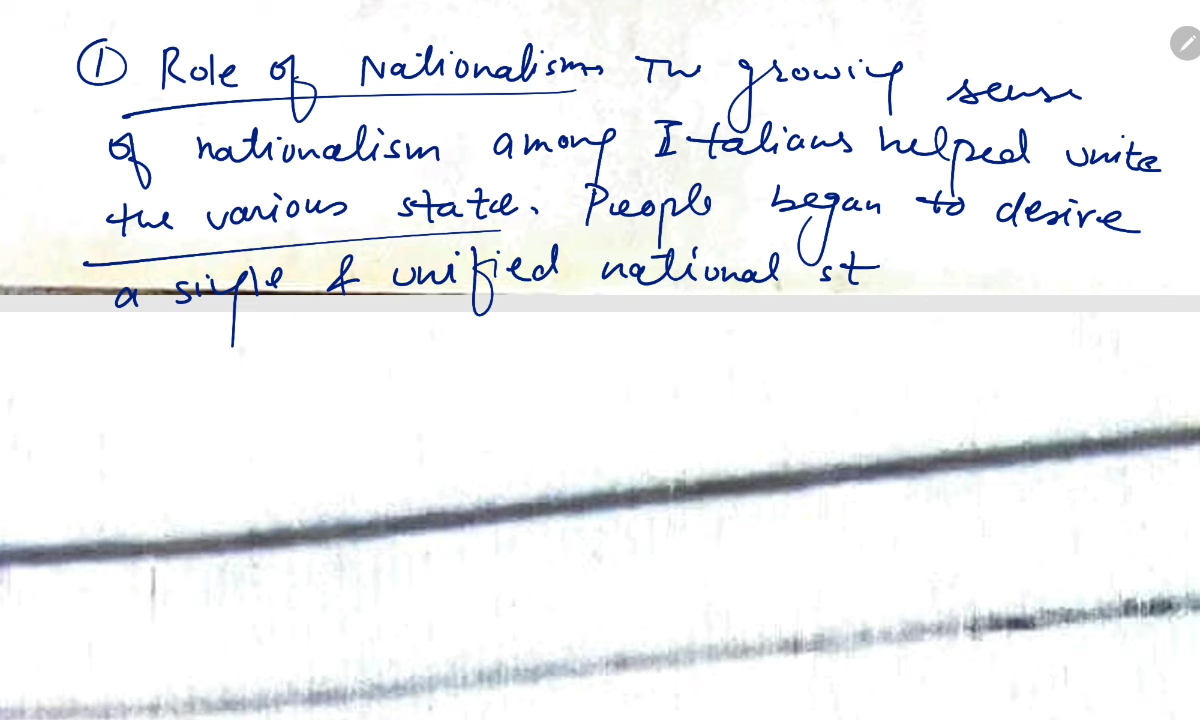 ① Role of Nationalism The growing sense
of nationalism among Italians helped unite
the various state. People began to desire
a single & unified national st